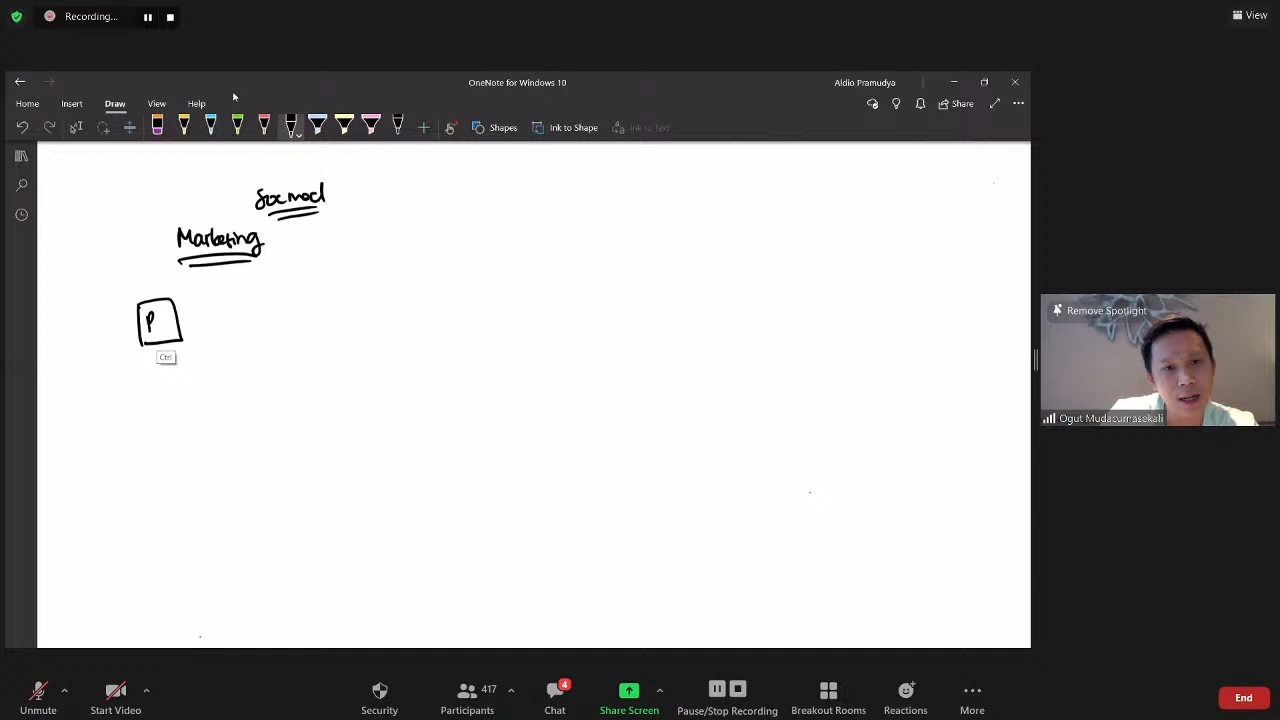 Recording...
View
OneNote for Windows 10
Aldio Pramudya
Home Insert Draw View Help
Share
Shapes Ink to Shape Ink to Text
Socmed
Marketing
P
Ctrl
Remove Spotlight
Ogut Mudacumasekali
417 4
Unmute Start Video Security Participants Chat Share Screen Pause/Stop Recording Breakout Rooms Reactions More End